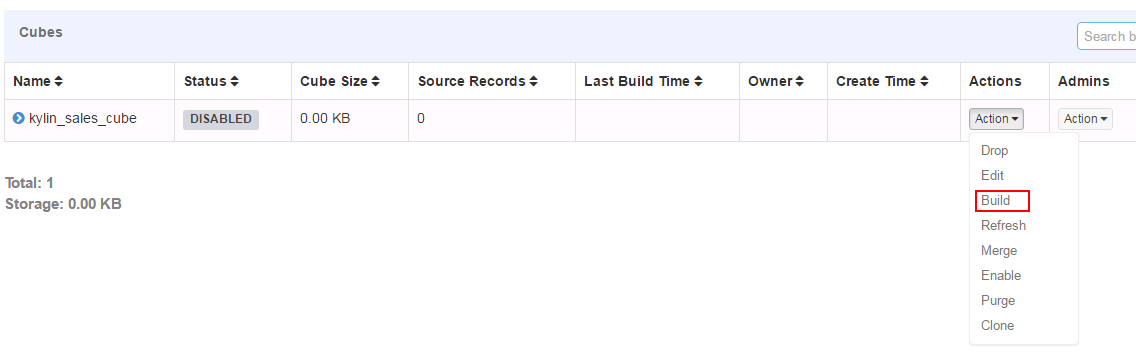 Cubes
Search b
Name Status Cube Size Source Records Last Build Time Owner Create Time Actions Admins
kylin_sales_cube DISABLED 0.00 KB 0 Action Action
Drop
Edit
Build
Refresh
Merge
Enable
Purge
Clone
Total: 1
Storage: 0.00 KB